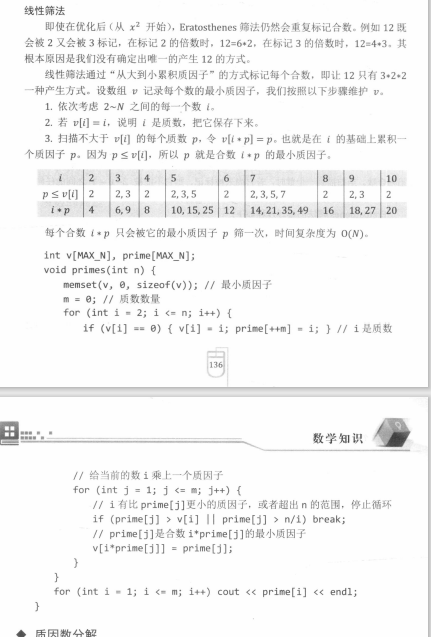 线性筛法
即使在优化后（从 x² 开始），Eratosthenes 筛法仍然会重复标记合数。例如 12 既
会被 2 又会被 3 标记，在标记 2 的倍数时，12=6*2，在标记 3 的倍数时，12=4*3。其
根本原因是我们没有确定出唯一的产生 12 的方式。
线性筛法通过“从大到小累积质因子”的方式标记每个合数，即让 12 只有 3*2*2
一种产生方式。设数组 v 记录每个数的最小质因子，我们按照以下步骤维护 v。
1. 依次考虑 2~N 之间的每一个数 i。
2. 若 v[i] = i，说明 i 是质数，把它保存下来。
3. 扫描不大于 v[i] 的每个质数 p，令 v[i*p] = p。也就是在 i 的基础上累积一
个质因子 p。因为 p ≤ v[i]，所以 p 就是合数 i*p 的最小质因子。
i 2 3 4 5 6 7 8 9 10
p ≤ v[i] 2 2, 3 2 2, 3, 5 2 2, 3, 5, 7 2 2, 3 2
i*p 4 6, 9 8 10, 15, 25 12 14, 21, 35, 49 16 18, 27 20
每个合数 i*p 只会被它的最小质因子 p 筛一次，时间复杂度为 O(N)。
int v[MAX_N], prime[MAX_N];
void primes(int n) {
memset(v, 0, sizeof(v)); // 最小质因子
m = 0; // 质数数量
for (int i = 2; i <= n; i++) {
if (v[i] == 0) { v[i] = i; prime[++m] = i; } // i 是质数
136
数学知识
// 给当前的数 i 乘上一个质因子
for (int j = 1; j <= m; j++) {
// i 有比 prime[j]更小的质因子，或者超出 n 的范围，停止循环
if (prime[j] > v[i] || prime[j] > n/i) break;
// prime[j]是合数 i*prime[j]的最小质因子
v[i*prime[j]] = prime[j];
}
}
for (int i = 1; i <= m; i++) cout << prime[i] << endl;
}
◆ 质因数分解